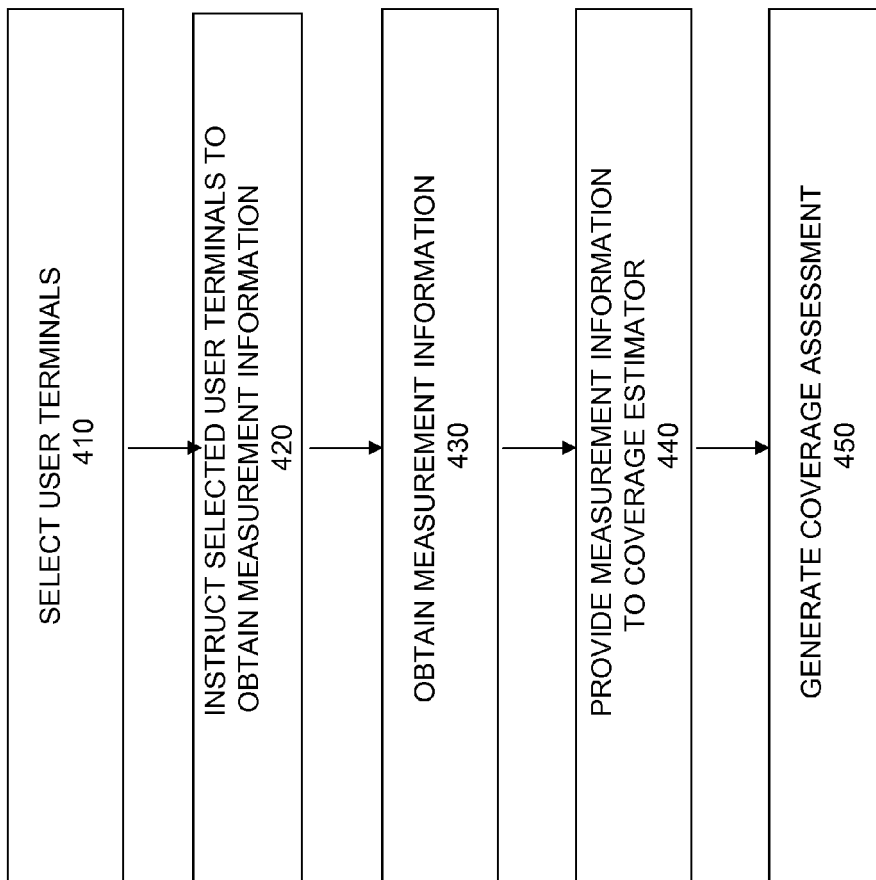 SELECT USER TERMINALS
410
INSTRUCT SELECTED USER TERMINALS TO
OBTAIN MEASUREMENT INFORMATION
420
OBTAIN MEASUREMENT INFORMATION
430
PROVIDE MEASUREMENT INFORMATION
TO COVERAGE ESTIMATOR
440
GENERATE COVERAGE ASSESSMENT
450